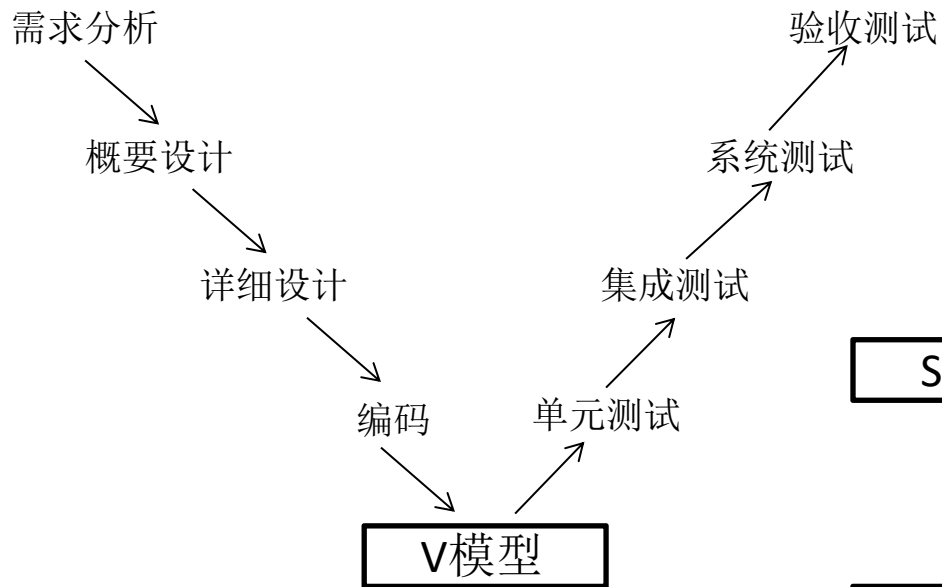 需求分析
验收测试
概要设计
系统测试
详细设计
集成测试
S
编码
单元测试
V模型